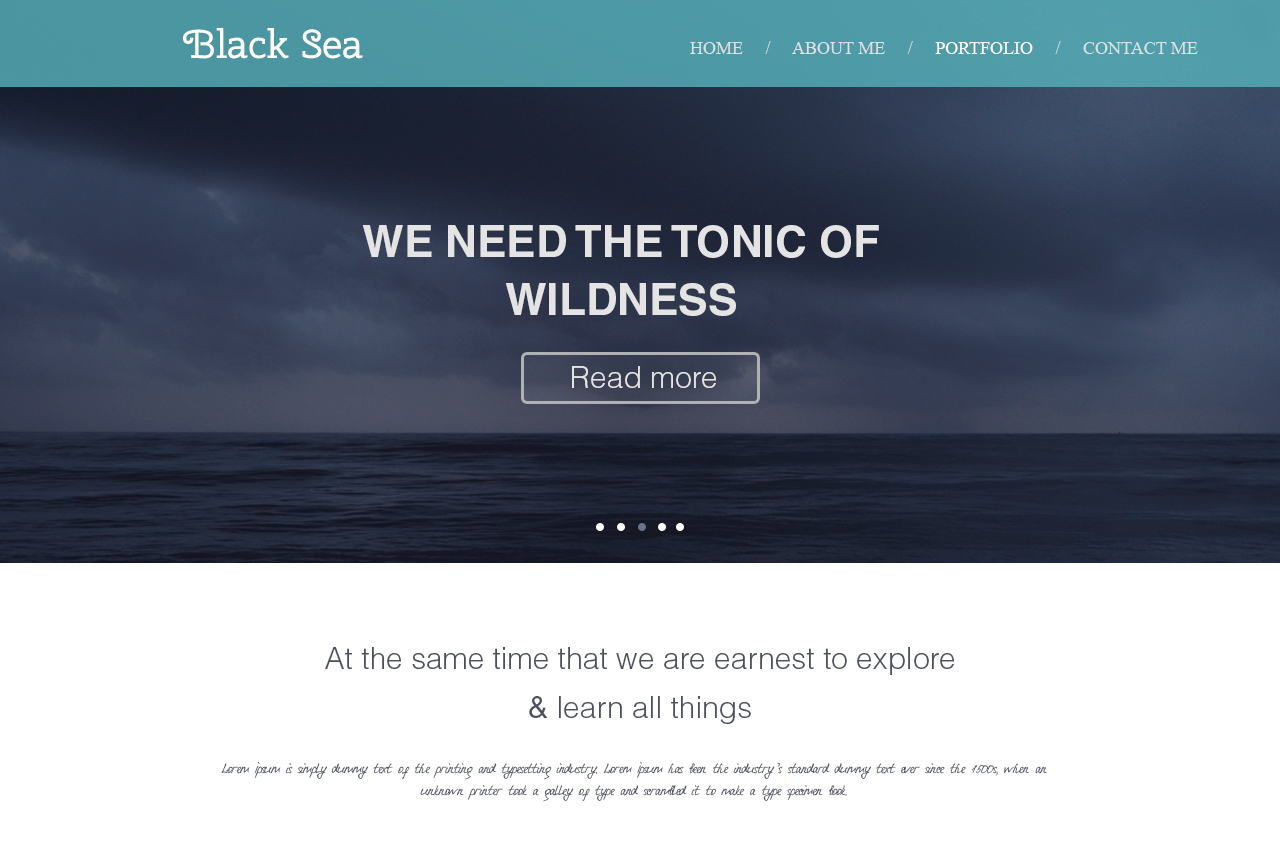 Black Sea
HOME / ABOUT ME / PORTFOLIO / CONTACT ME
WE NEED THE TONIC OF
WILDNESS
Read more
At the same time that we are earnest to explore
& learn all things
Lorem ipsum is simply dummy text of the printing and typesetting industry. Lorem ipsum has been the industry's standard dummy text ever since the 1500s, when an
unknown printer took a galley of type and scrambled it to make a type specimen book.